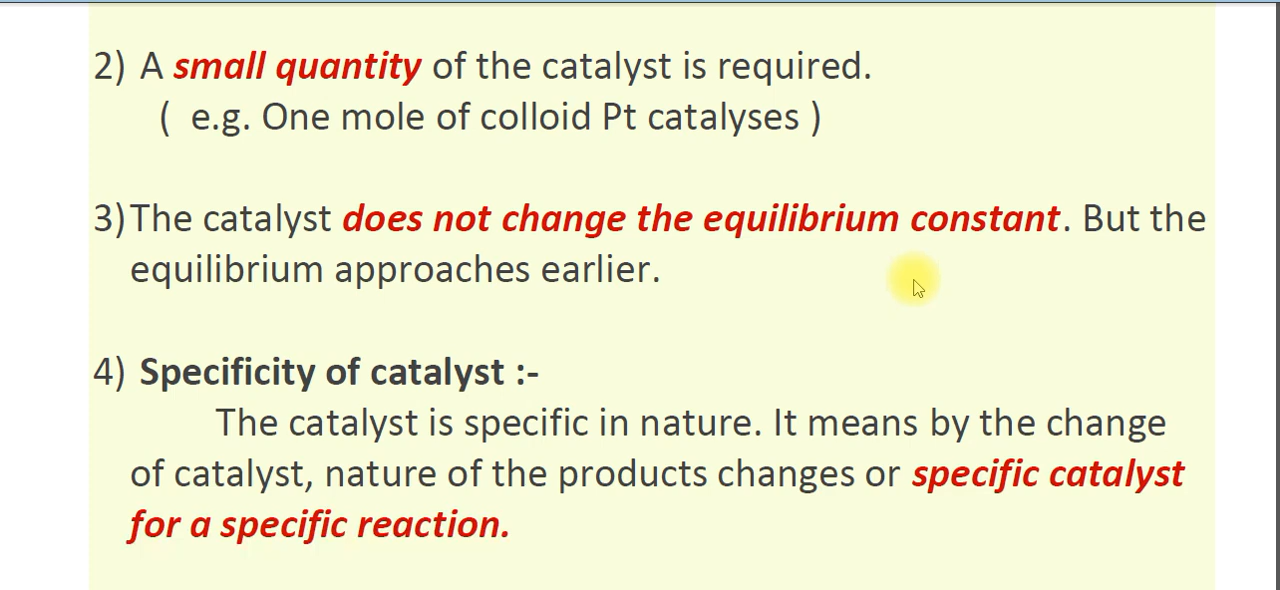 2) A small quantity of the catalyst is required.
( e.g. One mole of colloid Pt catalyses )
3)The catalyst does not change the equilibrium constant. But the
equilibrium approaches earlier.
4) Specificity of catalyst :-
The catalyst is specific in nature. It means by the change
of catalyst, nature of the products changes or specific catalyst
for a specific reaction.